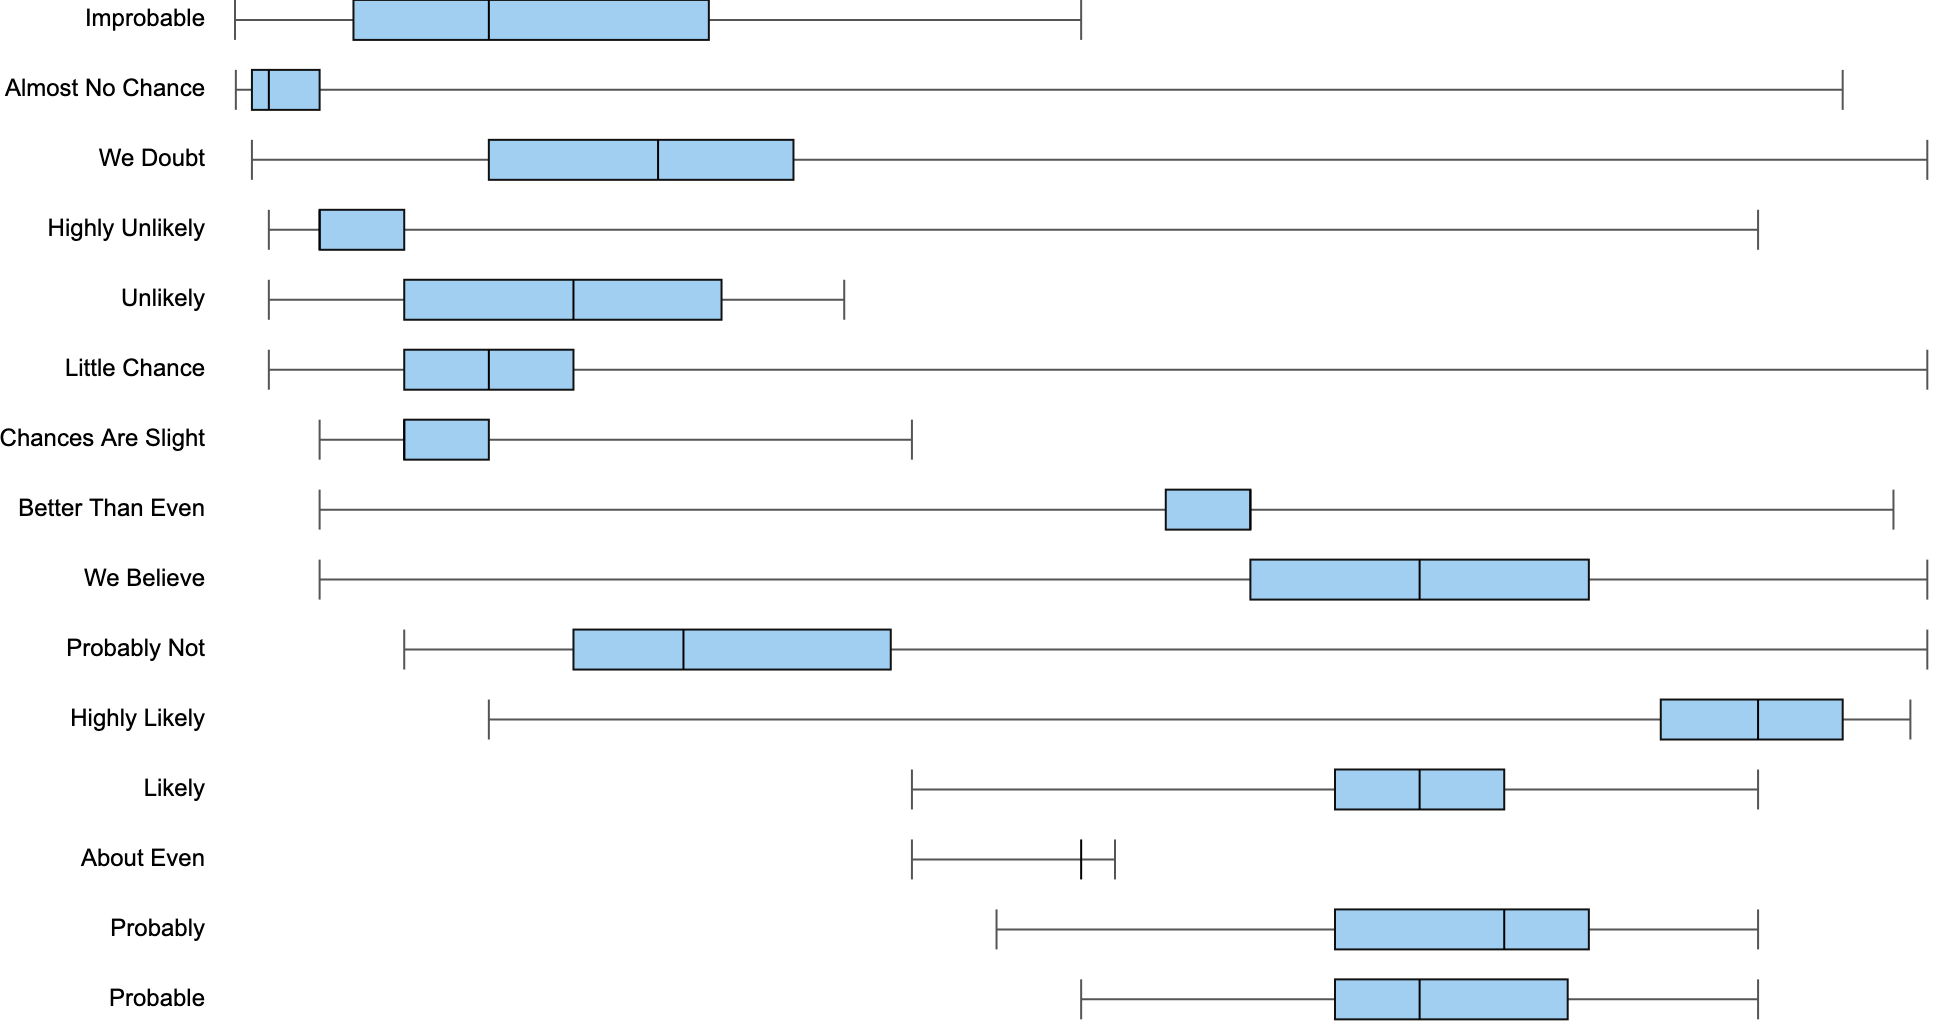 Improbable
Almost No Chance
We Doubt
Highly Unlikely
Unlikely
Little Chance
Chances Are Slight
Better Than Even
We Believe
Probably Not
Highly Likely
Likely
About Even
Probably
Probable